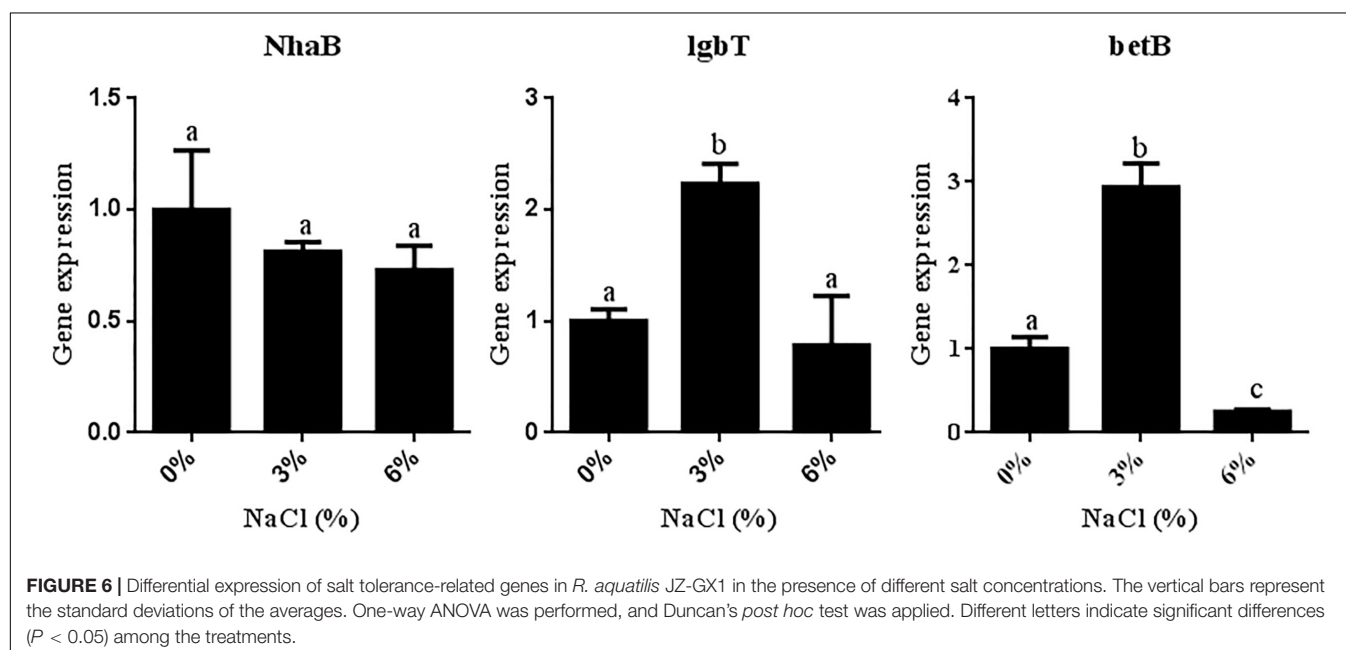 NhaB
lgbT
betB
Gene expression
1.5
1.0
0.5
0.0
a
a
a
0%
3%
6%
NaCl (%)
Gene expression
3
2
1
0
a
b
a
0%
3%
6%
NaCl (%)
Gene expression
4
3
2
1
0
a
b
c
0%
3%
6%
NaCl (%)
FIGURE 6 | Differential expression of salt tolerance-related genes in R. aquatilis JZ-GX1 in the presence of different salt concentrations. The vertical bars represent
the standard deviations of the averages. One-way ANOVA was performed, and Duncan's post hoc test was applied. Different letters indicate significant differences
(P < 0.05) among the treatments.